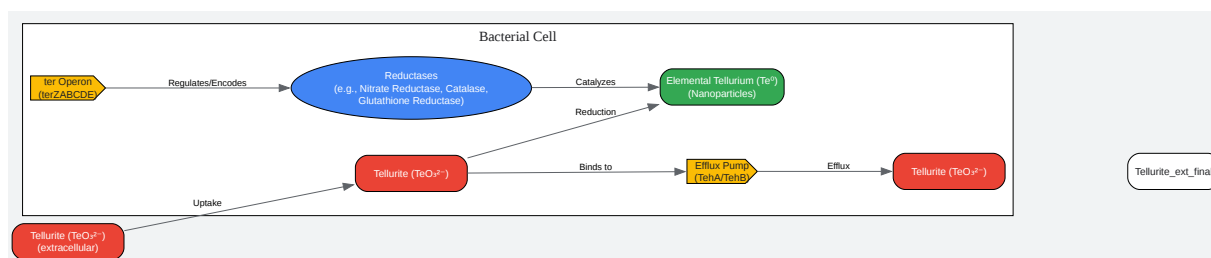 Bacterial Cell
ter Operon
(terZABCDE)
Regulates/Encodes
Reductases
(e.g., Nitrate Reductase, Catalase,
Glutathione Reductase)
Catalyzes
Elemental Tellurium (Te⁰)
(Nanoparticles)
Reduction
Tellurite (TeO₃²⁻)
Binds to
Efflux Pump
(TehA/TehB)
Efflux
Tellurite (TeO₃²⁻)
Tellurite_ext_final
Uptake
Tellurite (TeO₃²⁻)
(extracellular)